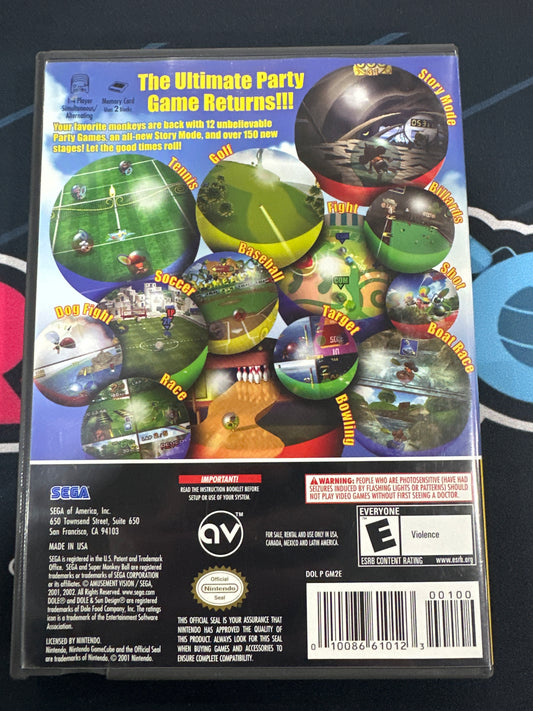 1-4 Player
Simultaneous/
Alternating
Memory Card
Uses 2 blocks
The Ultimate Party
Game Returns!!!
Your favorite monkeys are back with 12 unbelievable
Party Games, an all-new Story Mode, and over 150 new
stages! Let the good times roll!
Story Mode
Tennis
Golf
Billiards
Fight
Baseball
Shot
Soccer
Dog Fight
Target
Boat Race
Race
Bowling
SEGA
SEGA of America, Inc.
650 Townsend Street, Suite 650
San Francisco, CA 94103
MADE IN USA
SEGA is registered in the U.S. Patent and Trademark
Office. SEGA and Super Monkey Ball are registered
trademarks or trademarks of SEGA CORPORATION
or its affiliates. © AMUSEMENT VISION / SEGA,
2001, 2002. All Rights Reserved. www.sega.com
DOLE® and DOLE & Sun Design® are registered
trademarks of Dole Food Company, Inc. The ratings
icon is a trademark of the Entertainment Software
Association.
LICENSED BY NINTENDO.
Nintendo, Nintendo GameCube and the Official Seal
are trademarks of Nintendo. © 2001 Nintendo.
IMPORTANT!
READ THE INSTRUCTION BOOKLET BEFORE
SETUP OR USE OF YOUR SYSTEM.
av™
Official
Nintendo
Seal
THIS OFFICIAL SEAL IS YOUR ASSURANCE THAT
NINTENDO HAS APPROVED THE QUALITY OF
THIS PRODUCT. ALWAYS LOOK FOR THIS SEAL
WHEN BUYING GAMES AND ACCESSORIES TO
ENSURE COMPLETE COMPATIBILITY.
WARNING: PEOPLE WHO ARE PHOTOSENSITIVE (HAVE HAD
SEIZURES INDUCED BY FLASHING LIGHTS OR PATTERNS) SHOULD
NOT PLAY VIDEO GAMES WITHOUT FIRST SEEING A DOCTOR.
FOR SALE, RENTAL AND USE ONLY IN USA,
CANADA, MEXICO AND LATIN AMERICA.
DOL P GM2E
EVERYONE
E
Violence
ESRB CONTENT RATING www.esrb.org
00100
0 10086 61012 3